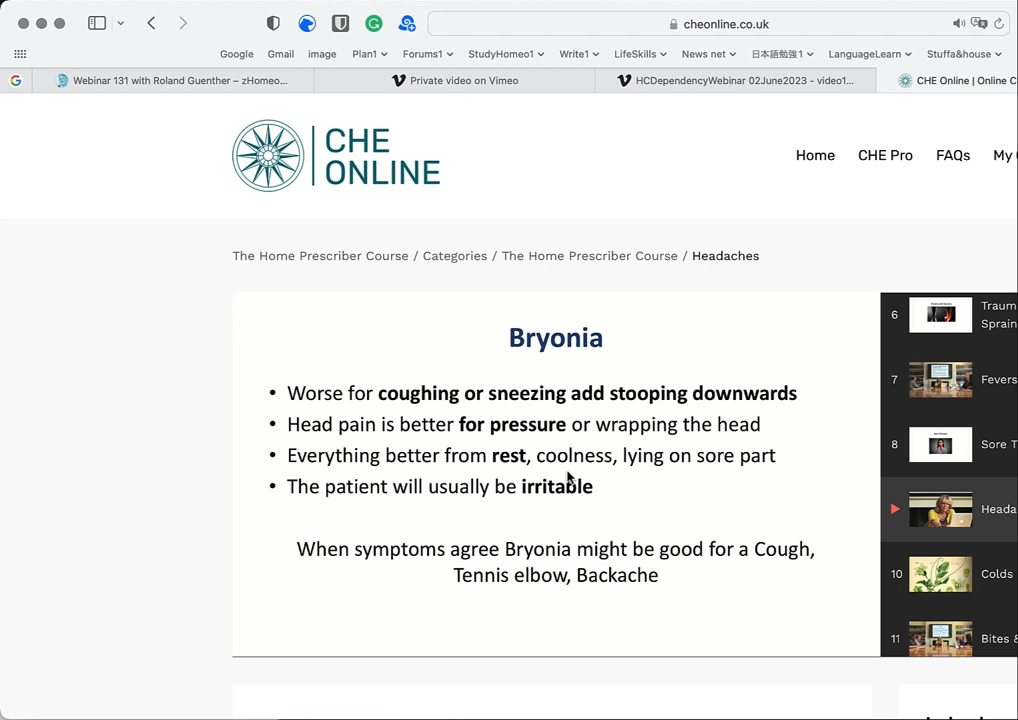 cheonline.co.uk
Google Gmail image Plan1 Forums1 StudyHomeo1 Write1 LifeSkills News net 日本語勉強1 LanguageLearn Stuffa&house
G Webinar 131 with Roland Guenther – zHomeo... Private video on Vimeo HCDependencyWebinar 02June2023 - video1... CHE Online | Online C
CHE
ONLINE
Home CHE Pro FAQs My
The Home Prescriber Course / Categories / The Home Prescriber Course / Headaches
Bryonia
• Worse for coughing or sneezing add stooping downwards
• Head pain is better for pressure or wrapping the head
• Everything better from rest, coolness, lying on sore part
• The patient will usually be irritable
When symptoms agree Bryonia might be good for a Cough,
Tennis elbow, Backache
6 Traum
Sprain
7 Fevers
8 Sore T
Heada
10 Colds
11 Bites &